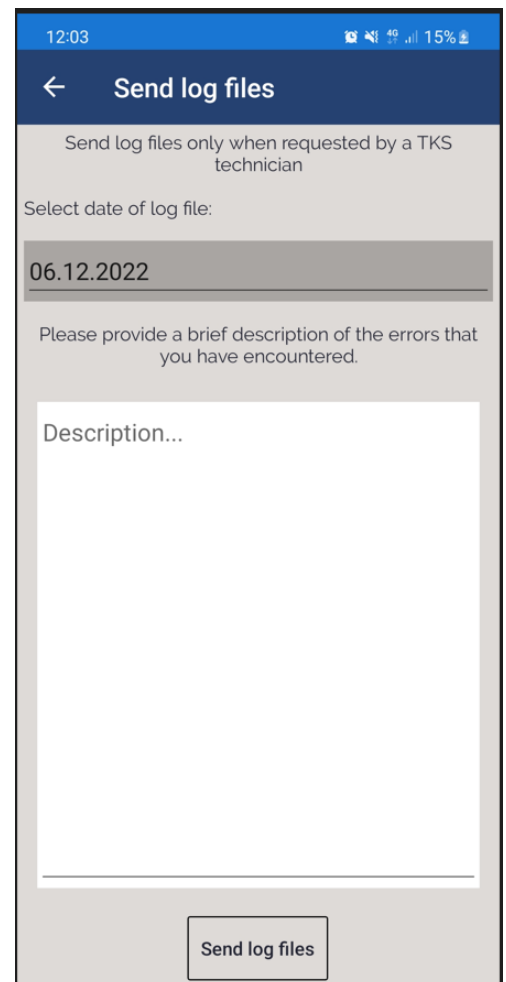 12:03 4G 15%
Send log files
Send log files only when requested by a TKS
technician
Select date of log file:
06.12.2022
Please provide a brief description of the errors that
you have encountered.
Description...
Send log files